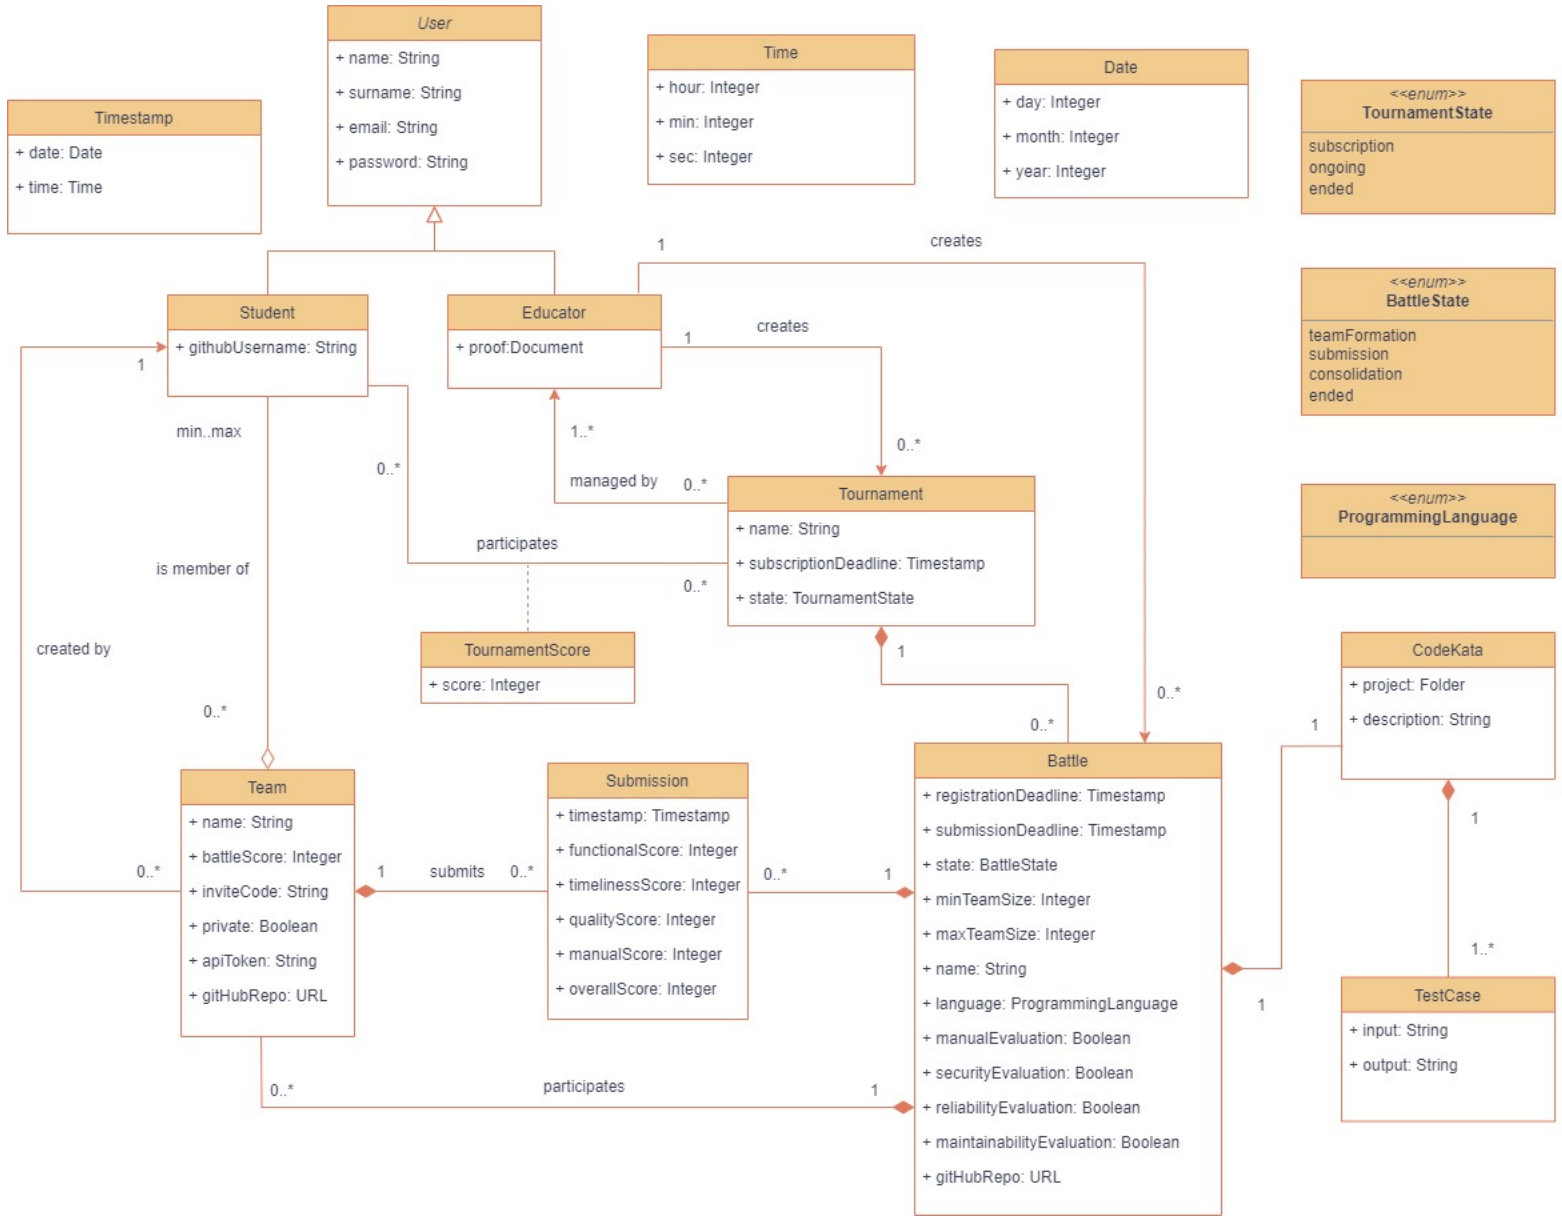 User
+ name: String
+ surname: String
+ email: String
+ password: String
Time
+ hour: Integer
+ min: Integer
+ sec: Integer
Date
+ day: Integer
+ month: Integer
+ year: Integer
<<enum>>
TournamentState
subscription
ongoing
ended
Timestamp
+ date: Date
+ time: Time
1
creates
<<enum>>
BattleState
teamFormation
submission
consolidation
ended
Student
+ githubUsername: String
Educator
+ proof:Document
1
creates
1
min..max
1..*
0..*
0..*
managed by
0..*
Tournament
+ name: String
+ subscriptionDeadline: Timestamp
+ state: TournamentState
<<enum>>
ProgrammingLanguage
participates
0..*
is member of
created by
TournamentScore
+ score: Integer
1
CodeKata
+ project: Folder
+ description: String
0..*
0..*
0..*
1
Team
+ name: String
+ battleScore: Integer
+ inviteCode: String
+ private: Boolean
+ apiToken: String
+ gitHubRepo: URL
Submission
+ timestamp: Timestamp
+ functionalScore: Integer
+ timelinessScore: Integer
+ qualityScore: Integer
+ manualScore: Integer
+ overallScore: Integer
Battle
+ registrationDeadline: Timestamp
+ submissionDeadline: Timestamp
+ state: BattleState
+ minTeamSize: Integer
+ maxTeamSize: Integer
+ name: String
+ language: ProgrammingLanguage
+ manualEvaluation: Boolean
+ securityEvaluation: Boolean
+ reliabilityEvaluation: Boolean
+ maintainabilityEvaluation: Boolean
+ gitHubRepo: URL
1
0..*
1
submits
0..*
0..*
1
1..*
1
TestCase
+ input: String
+ output: String
0..*
participates
1